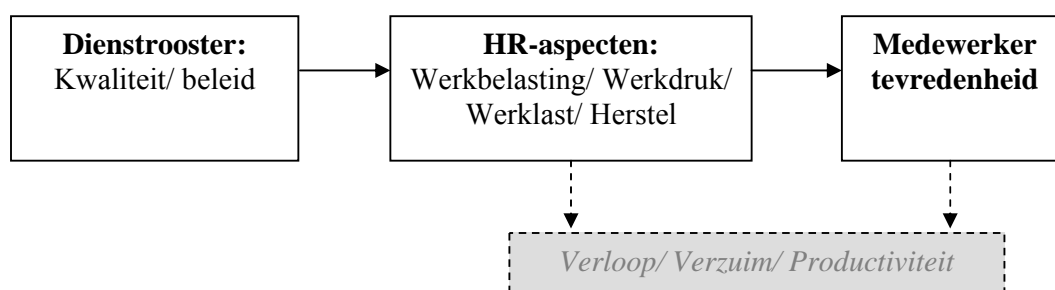 Dienstrooster:
Kwaliteit/ beleid
HR-aspecten:
Werkbelasting/ Werkdruk/
Werklast/ Herstel
Medewerker
tevredenheid
Verloop/ Verzuim/ Productiviteit